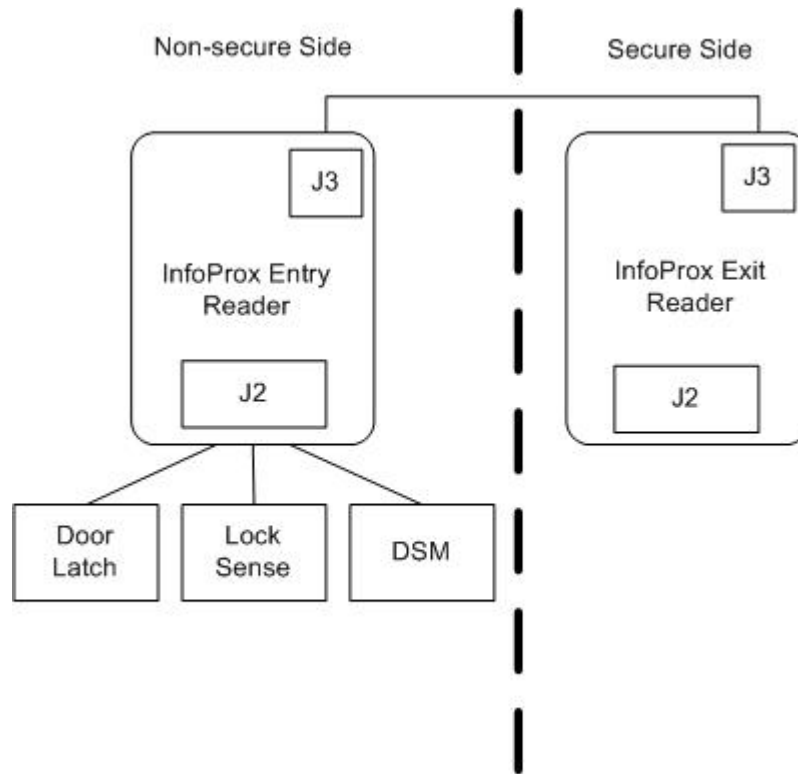 Non-secure Side
Secure Side
J3
J3
InfoProx Entry
Reader
InfoProx Exit
Reader
J2
J2
Door
Latch
Lock
Sense
DSM